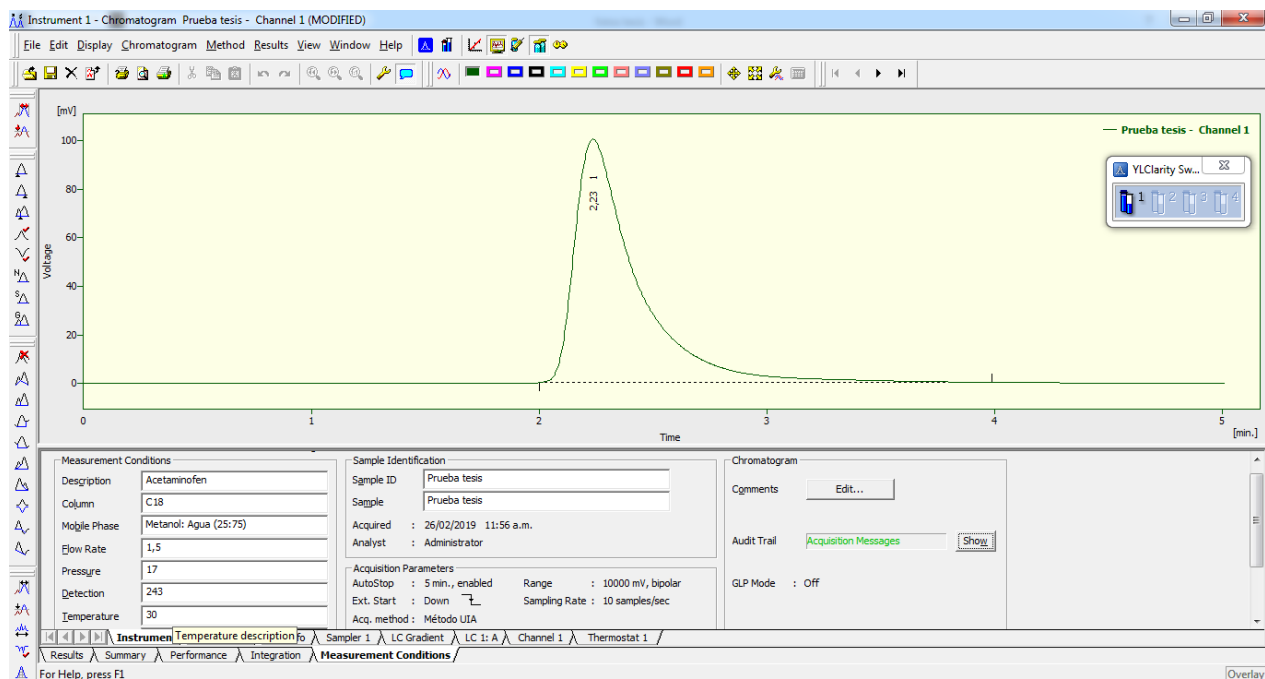 Instrument 1 - Chromatogram Prueba tesis - Channel 1 (MODIFIED)
File Edit Display Chromatogram Method Results View Window Help
[mV]
Prueba tesis - Channel 1
YLClarity Sw...
1 2 3 4
100
80
60
40
20
0
Voltage
2,23 1
0 1 2 3 4 5
Time
[min.]
Measurement Conditions
Description Acetaminofen
Column C18
Mobile Phase Metanol: Agua (25:75)
Flow Rate 1,5
Pressure 17
Detection 243
Temperature 30
Sample Identification
Sample ID Prueba tesis
Sample Prueba tesis
Acquired : 26/02/2019 11:56 a.m.
Analyst : Administrator
Acquisition Parameters
AutoStop : 5 min., enabled Range : 10000 mV, bipolar
Ext. Start : Down Sampling Rate : 10 samples/sec
Acq. method : Método UIA
Chromatogram
Comments Edit...
Audit Trail Acquisition Messages Show
GLP Mode : Off
Instrumen Temperature description fo Sampler 1 LC Gradient LC 1: A Channel 1 Thermostat 1
Results Summary Performance Integration Measurement Conditions
For Help, press F1
Overlay